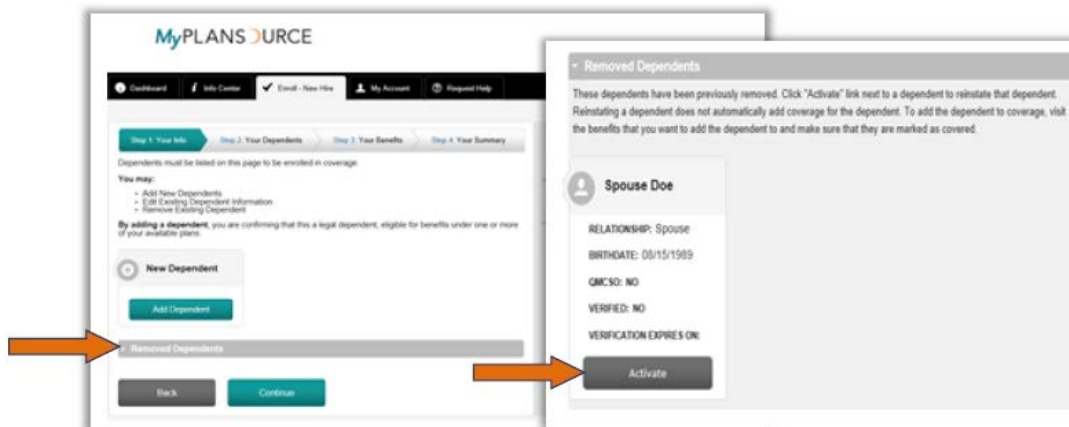 MyPLANSOURCE
Dashboard
Info Center
Enroll - New Hire
My Account
Request Help
Step 1: Your Info
Step 2: Your Dependents
Step 3: Your Benefits
Step 4: Your Summary
Dependents must be listed on this page to be enrolled in coverage.
You may:
- Add New Dependents
- Edit Existing Dependent Information
- Remove Existing Dependent
By adding a dependent, you are confirming that this a legal dependent, eligible for benefits under one or more
of your available plans.
New Dependent
Add Dependent
Removed Dependents
Back
Continue
Removed Dependents
These dependents have been previously removed. Click "Activate" link next to a dependent to reinstate that dependent.
Reinstating a dependent does not automatically add coverage for the dependent. To add the dependent to coverage, visit
the benefits that you want to add the dependent to and make sure that they are marked as covered.
Spouse Doe
RELATIONSHIP: Spouse
BIRTHDATE: 08/15/1989
QMCSO: NO
VERIFIED: NO
VERIFICATION EXPIRES ON:
Activate